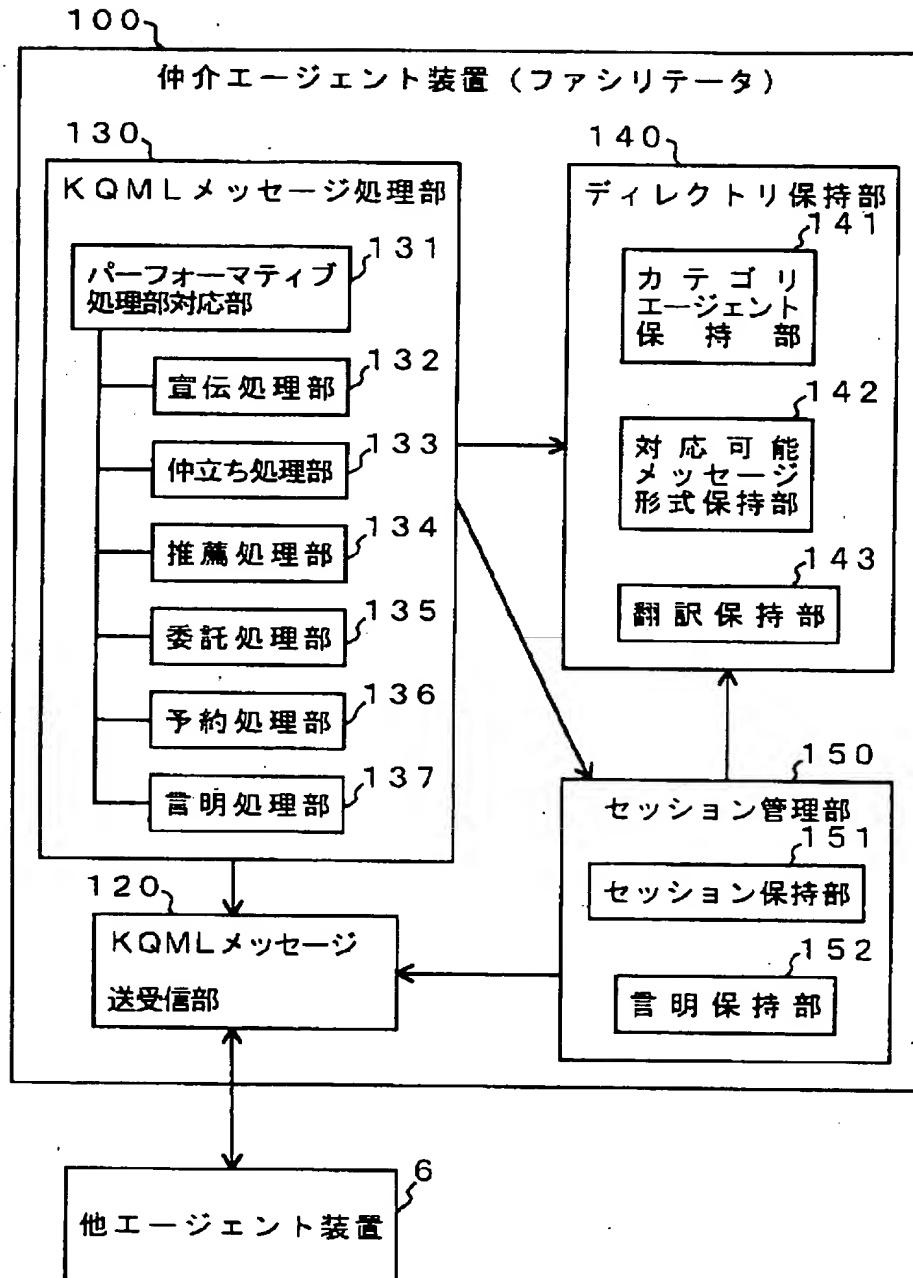 100
仲介エージェント装置（ファシリテータ）
130
KQMLメッセージ処理部
131
パーフォーマティブ
処理部対応部
132
宣伝処理部
133
仲立ち処理部
134
推薦処理部
135
委託処理部
136
予約処理部
137
言明処理部
140
ディレクトリ保持部
141
カテゴリ
エージェント
保持部
142
対応可能
メッセージ
形式保持部
143
翻訳保持部
150
セッション管理部
151
セッション保持部
152
言明保持部
120
KQMLメッセージ
送受信部
6
他エージェント装置